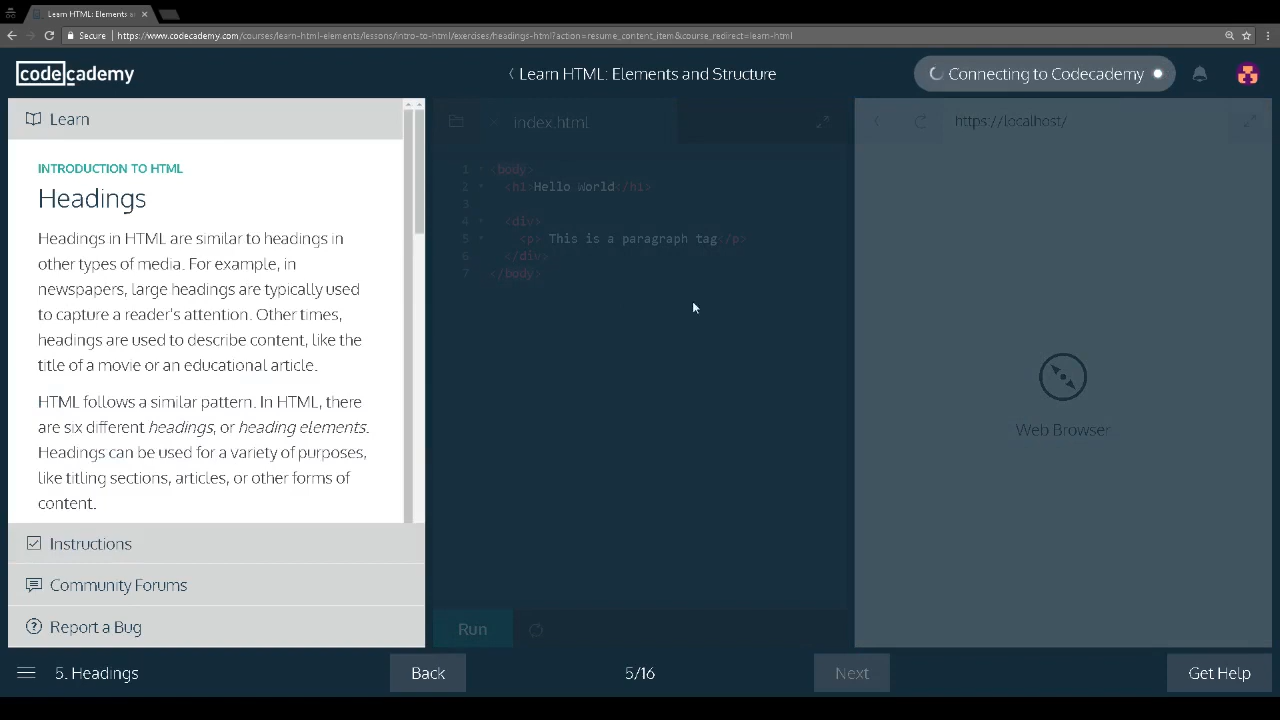 Learn HTML: Elements an
Secure https://www.codecademy.com/courses/learn-html-elements/lessons/intro-to-html/exercises/headings-html?action=resume_content_item&course_redirect=learn-html
codecademy
Learn HTML: Elements and Structure
Connecting to Codecademy
Learn
INTRODUCTION TO HTML
Headings
Headings in HTML are similar to headings in
other types of media. For example, in
newspapers, large headings are typically used
to capture a reader's attention. Other times,
headings are used to describe content, like the
title of a movie or an educational article.
HTML follows a similar pattern. In HTML, there
are six different headings, or heading elements.
Headings can be used for a variety of purposes,
like titling sections, articles, or other forms of
content.
Instructions
Community Forums
Report a Bug
index.html
1 <body>
2 <h1>Hello World</h1>
3
4 <div>
5 <p> This is a paragraph tag</p>
6 </div>
7 </body>
Run
https://localhost/
Web Browser
5. Headings
Back
5/16
Next
Get Help